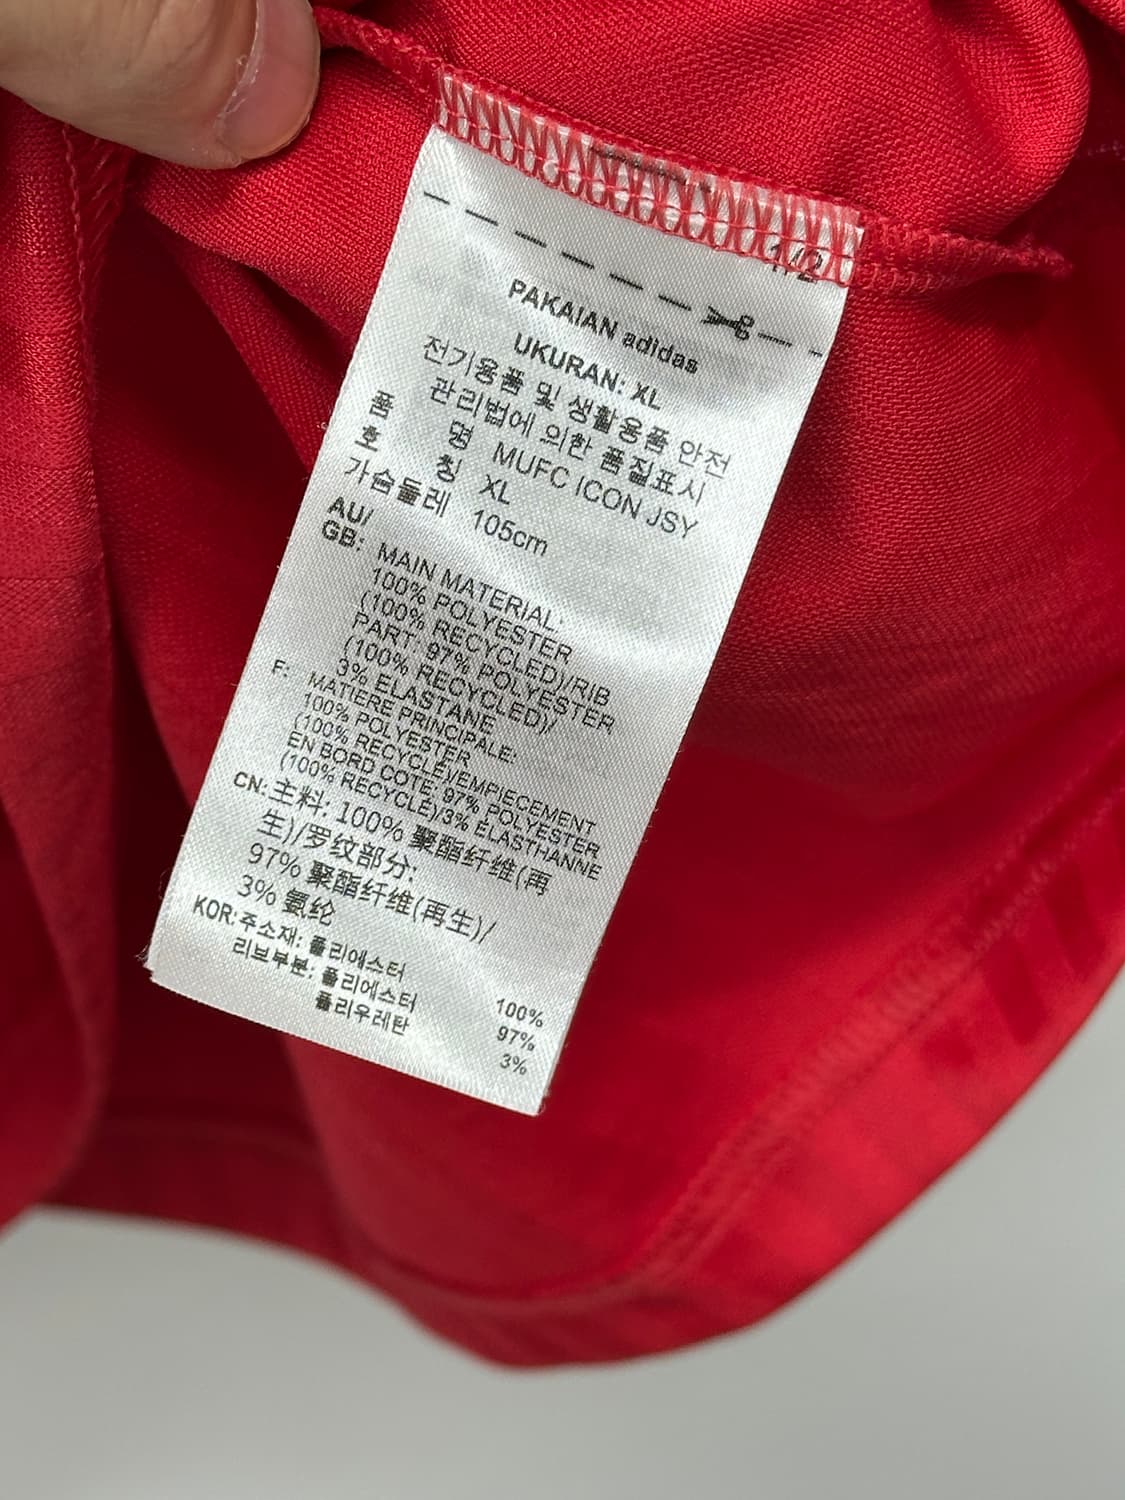 1/2
PAKAIAN adidas
UKURAN: XL
전기용품 및 생활용품 안전
관리법에 의한 품질표시
품 명 MUFC ICON JSY
호 칭 XL
가슴둘레 105cm
AU/
GB: MAIN MATERIAL:
100% POLYESTER
(100% RECYCLED)/RIB
PART: 97% POLYESTER
(100% RECYCLED)/
3% ELASTANE
F: MATIÈRE PRINCIPALE:
100% POLYESTER
(100% RECYCLÉ)/EMPIECEMENT
EN BORD COTE: 97% POLYESTER
(100% RECYCLÉ)/3% ÉLASTHANNE
CN: 主料: 100% 聚酯纤维(再
生)/罗纹部分:
97% 聚酯纤维(再生)/
3% 氨纶
KOR: 주소재: 폴리에스터 100%
리브부분: 폴리에스터 97%
폴리우레탄 3%